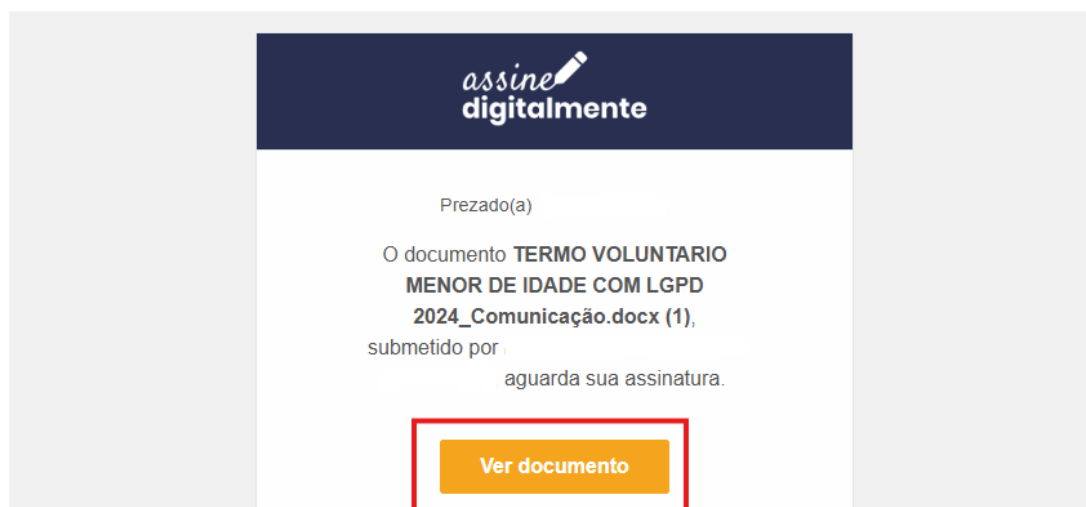 assine
digitalmente
Prezado(a)
O documento TERMO VOLUNTARIO
MENOR DE IDADE COM LGPD
2024_Comunicação.docx (1),
submetido por
aguarda sua assinatura.
Ver documento